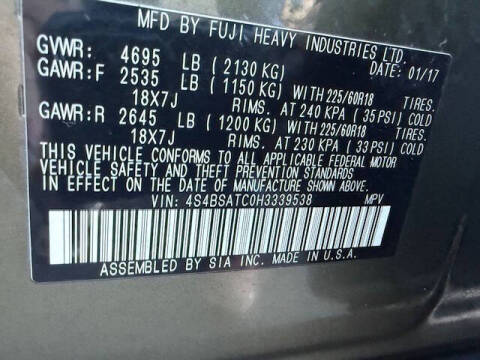 MFD BY FUJI HEAVY INDUSTRIES LTD.
GVWR: 4695 LB (2130 KG) DATE: 01/17
GAWR:F 2535 LB (1150 KG) WITH 225/60R18 TIRES.
18X7J RIMS. AT 240 KPA (35 PSI) COLD
GAWR:R 2645 LB (1200 KG) WITH 225/60R18 TIRES.
18X7J RIMS. AT 230 KPA (33 PSI) COLD
THIS VEHICLE CONFORMS TO ALL APPLICABLE FEDERAL MOTOR
VEHICLE SAFETY AND THEFT PREVENTION STANDARDS
IN EFFECT ON THE DATE OF MANUFACTURE SHOWN ABOVE.
VIN: 4S4BSATC0H3339538 MPV
ASSEMBLED BY SIA INC. MADE IN U.S.A.